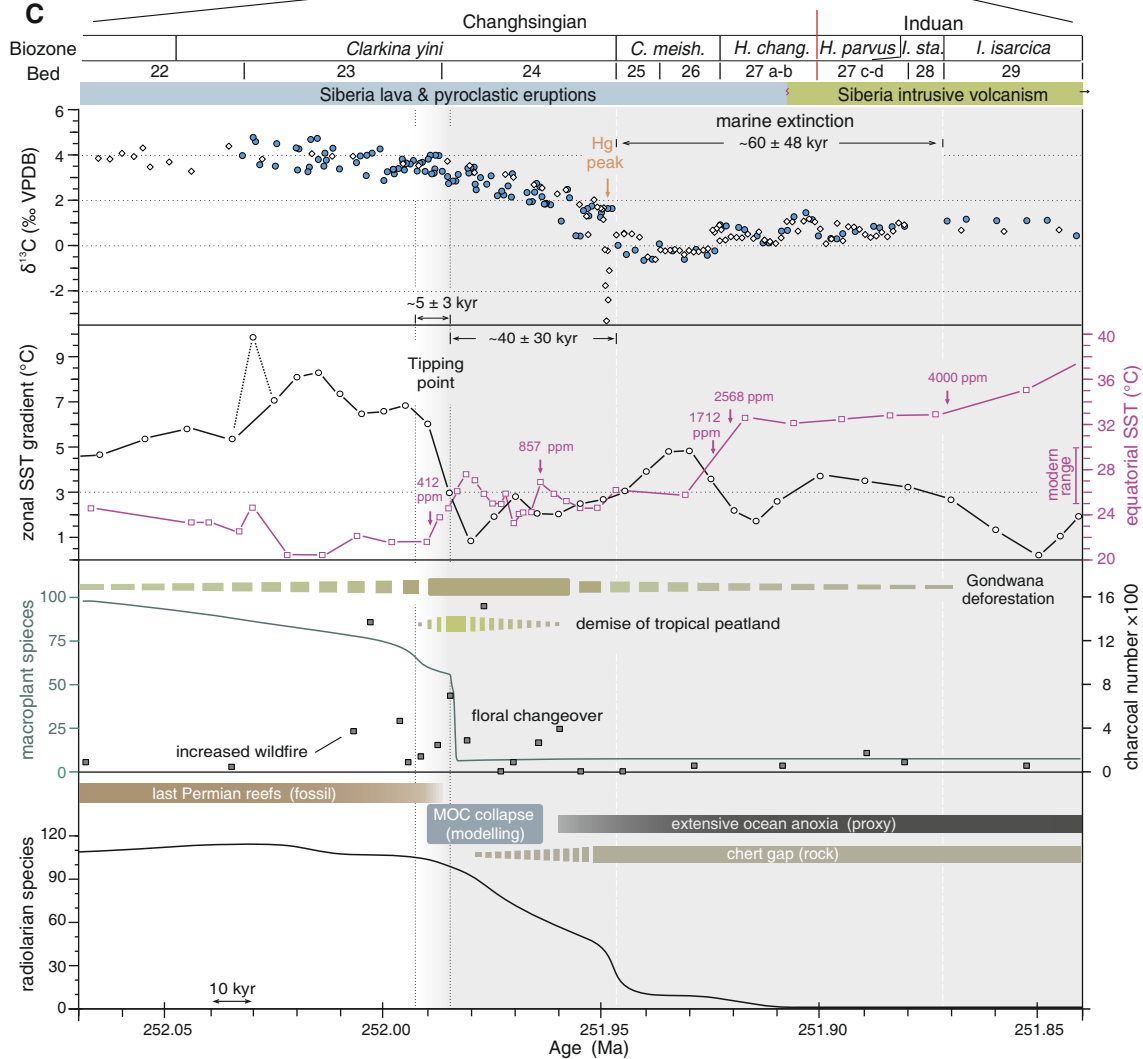 C
Changhsingian
Induan
Biozone
Clarkina yini
C. meish.
H. chang.
H. parvus
I. sta.
I. isarcica
Bed
22
23
24
25
26
27 a-b
27 c-d
28
29
Siberia lava & pyroclastic eruptions
Siberia intrusive volcanism
δ¹³C (‰ VPDB)
6
4
2
0
-2
Hg
peak
marine extinction
~60 ± 48 kyr
~5 ± 3 kyr
~40 ± 30 kyr
Tipping
point
zonal SST gradient (°C)
9
7
5
3
1
412
ppm
857 ppm
1712
ppm
2568 ppm
4000 ppm
modern
range
40
36
32
28
24
20
equatorial SST (°C)
Gondwana
deforestation
demise of tropical peatland
macroplant spieces
100
75
50
25
0
increased wildfire
floral changeover
16
12
8
4
0
charcoal number ×100
last Permian reefs (fossil)
MOC collapse
(modelling)
extensive ocean anoxia (proxy)
chert gap (rock)
radiolarian species
120
90
60
30
0
10 kyr
252.05
252.00
251.95
251.90
251.85
Age (Ma)